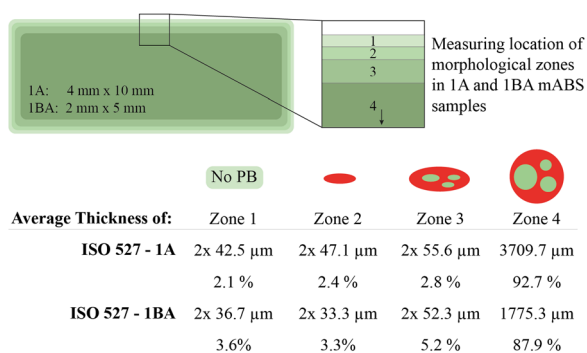 1A: 4 mm x 10 mm
1BA: 2 mm x 5 mm
1
2
3
4
Measuring location of
morphological zones
in 1A and 1BA mABS
samples
No PB
Average Thickness of: Zone 1 Zone 2 Zone 3 Zone 4
ISO 527 - 1A 2x 42.5 µm 2x 47.1 µm 2x 55.6 µm 3709.7 µm
2.1 % 2.4 % 2.8 % 92.7 %
ISO 527 - 1BA 2x 36.7 µm 2x 33.3 µm 2x 52.3 µm 1775.3 µm
3.6% 3.3% 5.2 % 87.9 %